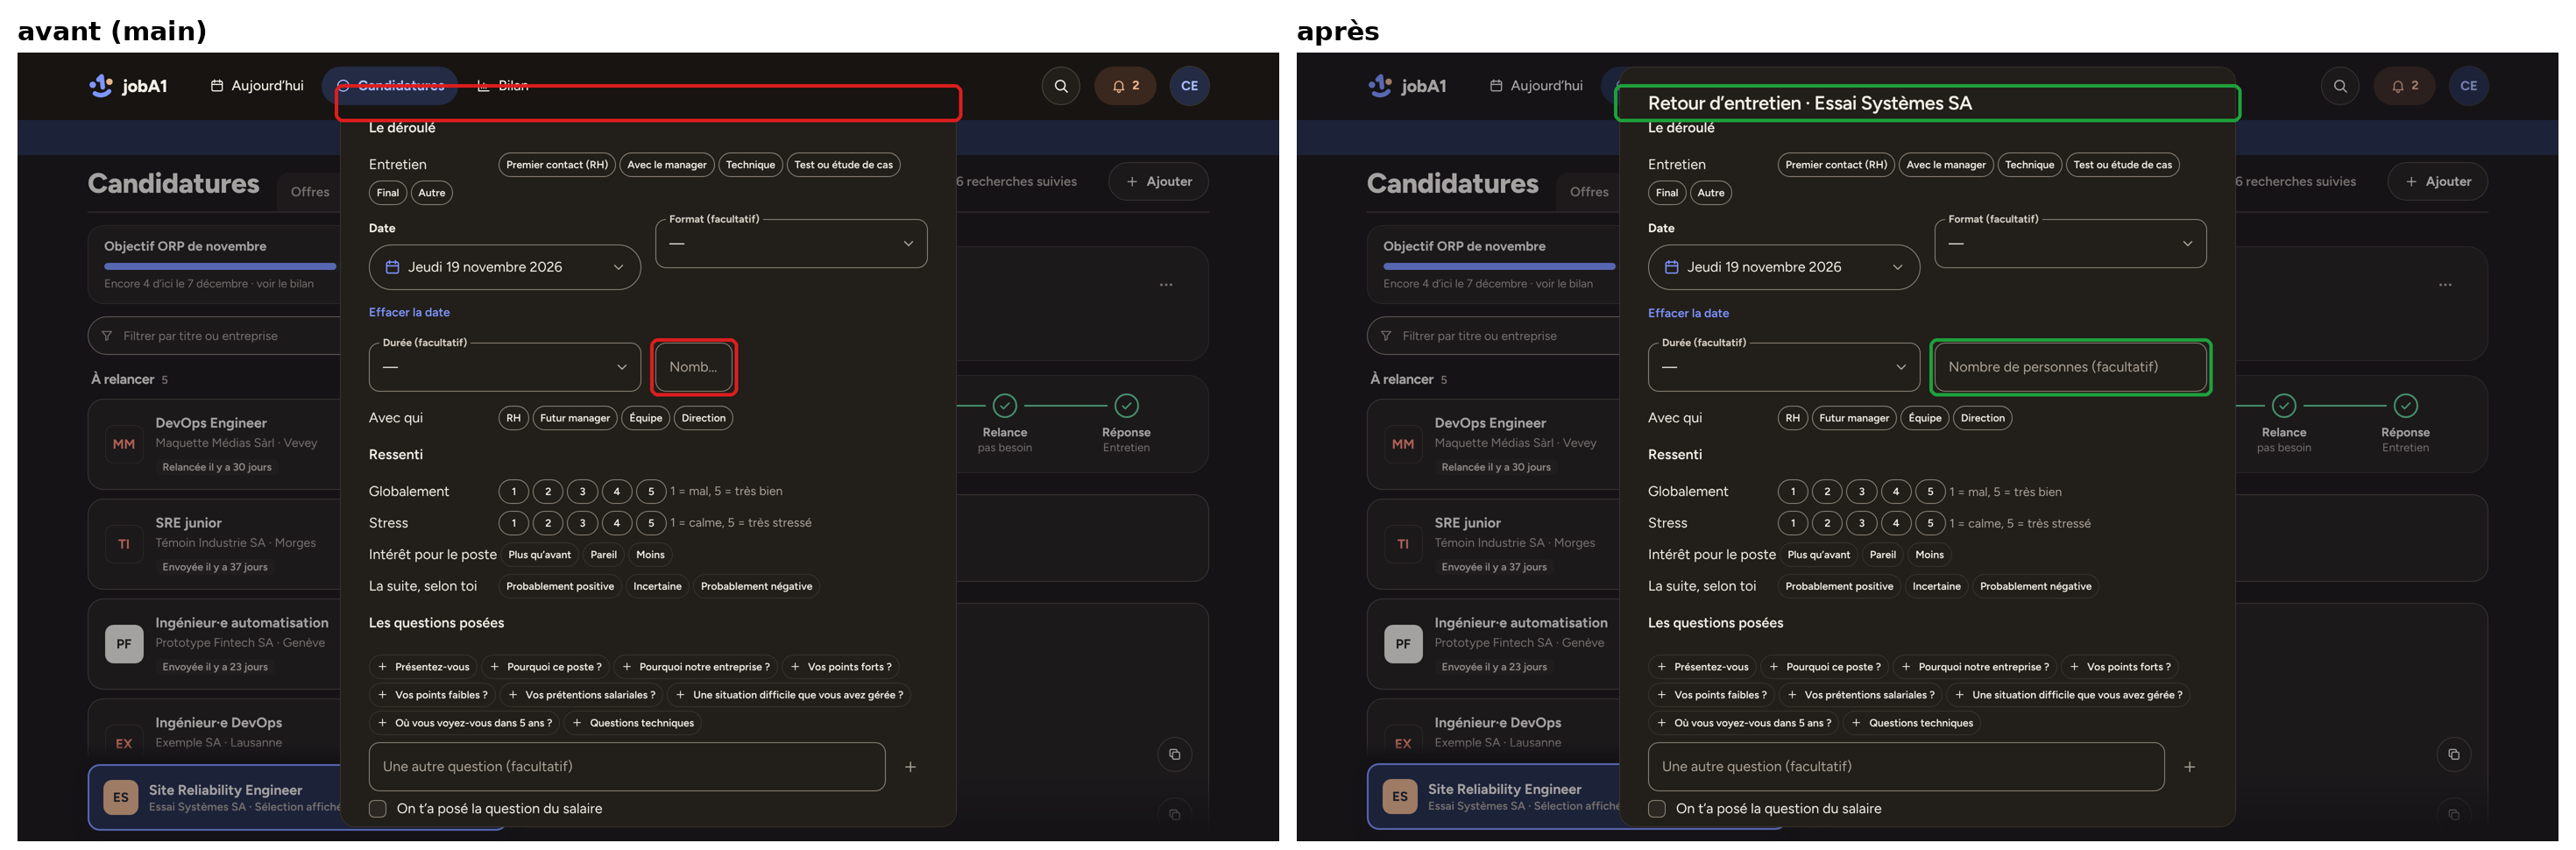 avant (main)
jobA1 Aujourd'hui Candidatures Bilan 2 CE
Le déroulé
Entretien Premier contact (RH) Avec le manager Technique Test ou étude de cas
Final Autre
Candidatures Offres 6 recherches suivies + Ajouter
Date Format (facultatif)
Objectif ORP de novembre —
Jeudi 19 novembre 2026
Encore 4 d'ici le 7 décembre · voir le bilan ...
Effacer la date
Filtrer par titre ou entreprise
Durée (facultatif)
— Nomb...
À relancer 5
Avec qui RH Futur manager Équipe Direction
DevOps Engineer
MM Maquette Médias Sàrl · Vevey
Relancée il y a 30 jours
Relance Réponse
pas besoin Entretien
Ressenti
Globalement 1 2 3 4 5 1 = mal, 5 = très bien
Stress 1 2 3 4 5 1 = calme, 5 = très stressé
SRE junior
TI Témoin Industrie SA · Morges
Envoyée il y a 37 jours
Intérêt pour le poste Plus qu'avant Pareil Moins
La suite, selon toi Probablement positive Incertaine Probablement négative
Ingénieur·e automatisation
PF Prototype Fintech SA · Genève
Envoyée il y a 23 jours
Les questions posées
+ Présentez-vous + Pourquoi ce poste ? + Pourquoi notre entreprise ? + Vos points forts ?
+ Vos points faibles ? + Vos prétentions salariales ? + Une situation difficile que vous avez gérée ?
+ Où vous voyez-vous dans 5 ans ? + Questions techniques
Ingénieur·e DevOps
EX Exemple SA · Lausanne
Une autre question (facultatif) +
ES Site Reliability Engineer
Essai Systèmes SA · Sélection affiché
On t'a posé la question du salaire
après
jobA1 Aujourd'hui 2 CE
Retour d'entretien · Essai Systèmes SA
Le déroulé
Entretien Premier contact (RH) Avec le manager Technique Test ou étude de cas
Final Autre
Candidatures Offres 6 recherches suivies + Ajouter
Date Format (facultatif)
Objectif ORP de novembre —
Jeudi 19 novembre 2026
Encore 4 d'ici le 7 décembre · voir le bilan ...
Effacer la date
Filtrer par titre ou entreprise
Durée (facultatif)
— Nombre de personnes (facultatif)
À relancer 5
Avec qui RH Futur manager Équipe Direction
DevOps Engineer
MM Maquette Médias Sàrl · Vevey
Relancée il y a 30 jours
Relance Réponse
pas besoin Entretien
Ressenti
Globalement 1 2 3 4 5 1 = mal, 5 = très bien
Stress 1 2 3 4 5 1 = calme, 5 = très stressé
SRE junior
TI Témoin Industrie SA · Morges
Envoyée il y a 37 jours
Intérêt pour le poste Plus qu'avant Pareil Moins
La suite, selon toi Probablement positive Incertaine Probablement négative
Ingénieur·e automatisation
PF Prototype Fintech SA · Genève
Envoyée il y a 23 jours
Les questions posées
+ Présentez-vous + Pourquoi ce poste ? + Pourquoi notre entreprise ? + Vos points forts ?
+ Vos points faibles ? + Vos prétentions salariales ? + Une situation difficile que vous avez gérée ?
+ Où vous voyez-vous dans 5 ans ? + Questions techniques
Ingénieur·e DevOps
EX Exemple SA · Lausanne
Une autre question (facultatif) +
ES Site Reliability Engineer
Essai Systèmes SA · Sélection affiché
On t'a posé la question du salaire